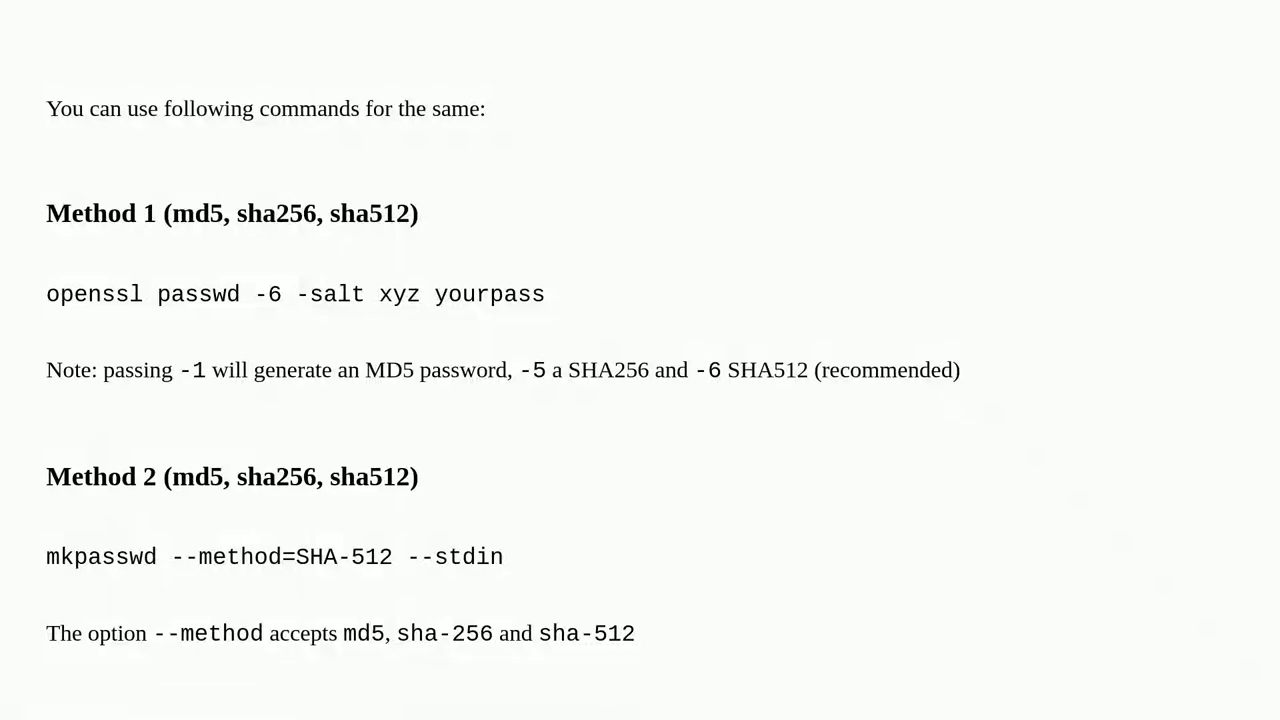 You can use following commands for the same:
Method 1 (md5, sha256, sha512)
openssl passwd -6 -salt xyz yourpass
Note: passing -1 will generate an MD5 password, -5 a SHA256 and -6 SHA512 (recommended)
Method 2 (md5, sha256, sha512)
mkpasswd --method=SHA-512 --stdin
The option --method accepts md5, sha-256 and sha-512